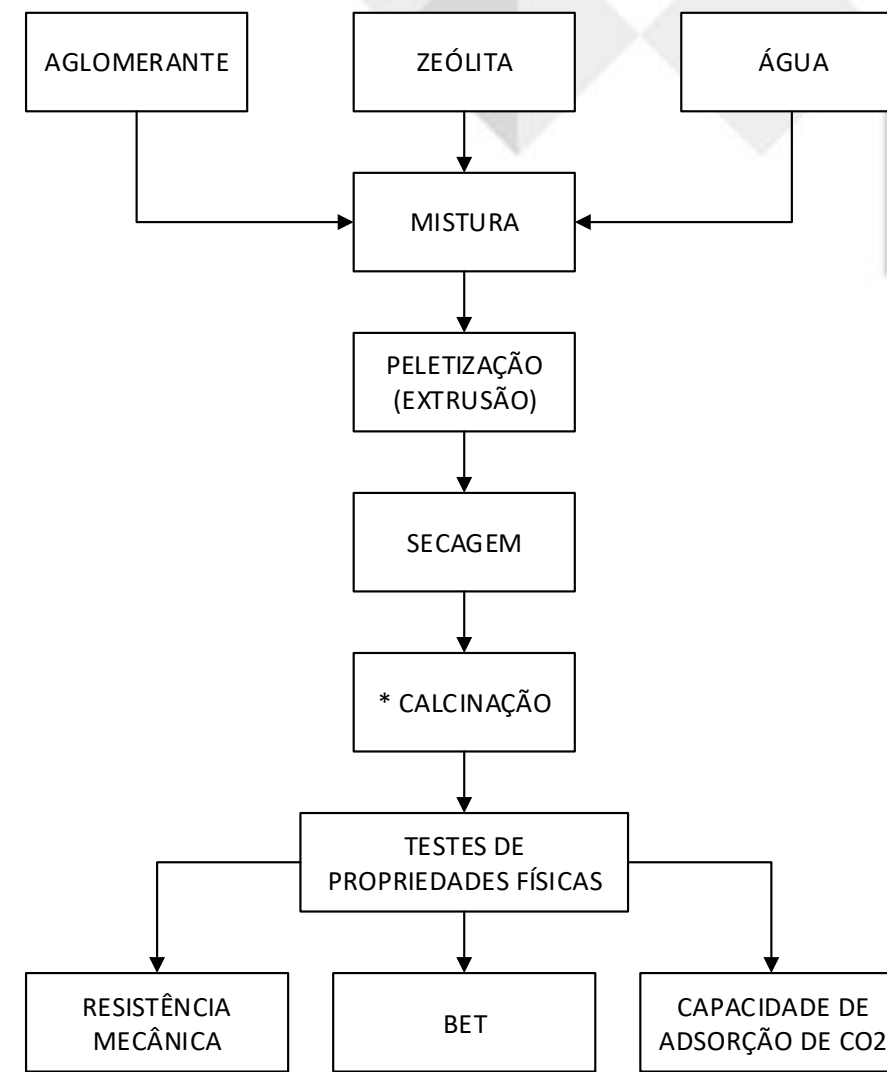 AGLOMERANTE
ZEÓLITA
ÁGUA
MISTURA
PELETIZAÇÃO
(EXTRUSÃO)
SECAGEM
* CALCINAÇÃO
TESTES DE
PROPRIEDADES FÍSICAS
RESISTÊNCIA
MECÂNICA
BET
CAPACIDADE DE
ADSORÇÃO DE CO2